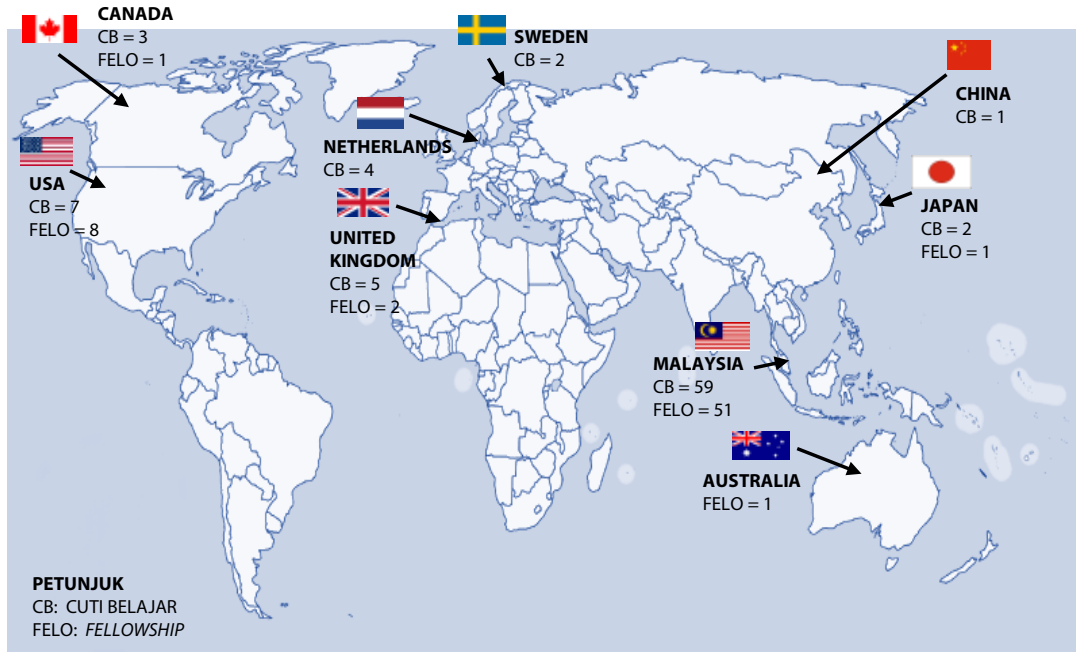 CANADA
CB = 3
FELO = 1
SWEDEN
CB = 2
CHINA
CB = 1
NETHERLANDS
CB = 4
USA
CB = 7
FELO = 8
JAPAN
CB = 2
FELO = 1
UNITED
KINGDOM
CB = 5
FELO = 2
MALAYSIA
CB = 59
FELO = 51
AUSTRALIA
FELO = 1
PETUNJUK
CB: CUTI BELAJAR
FELO: FELLOWSHIP